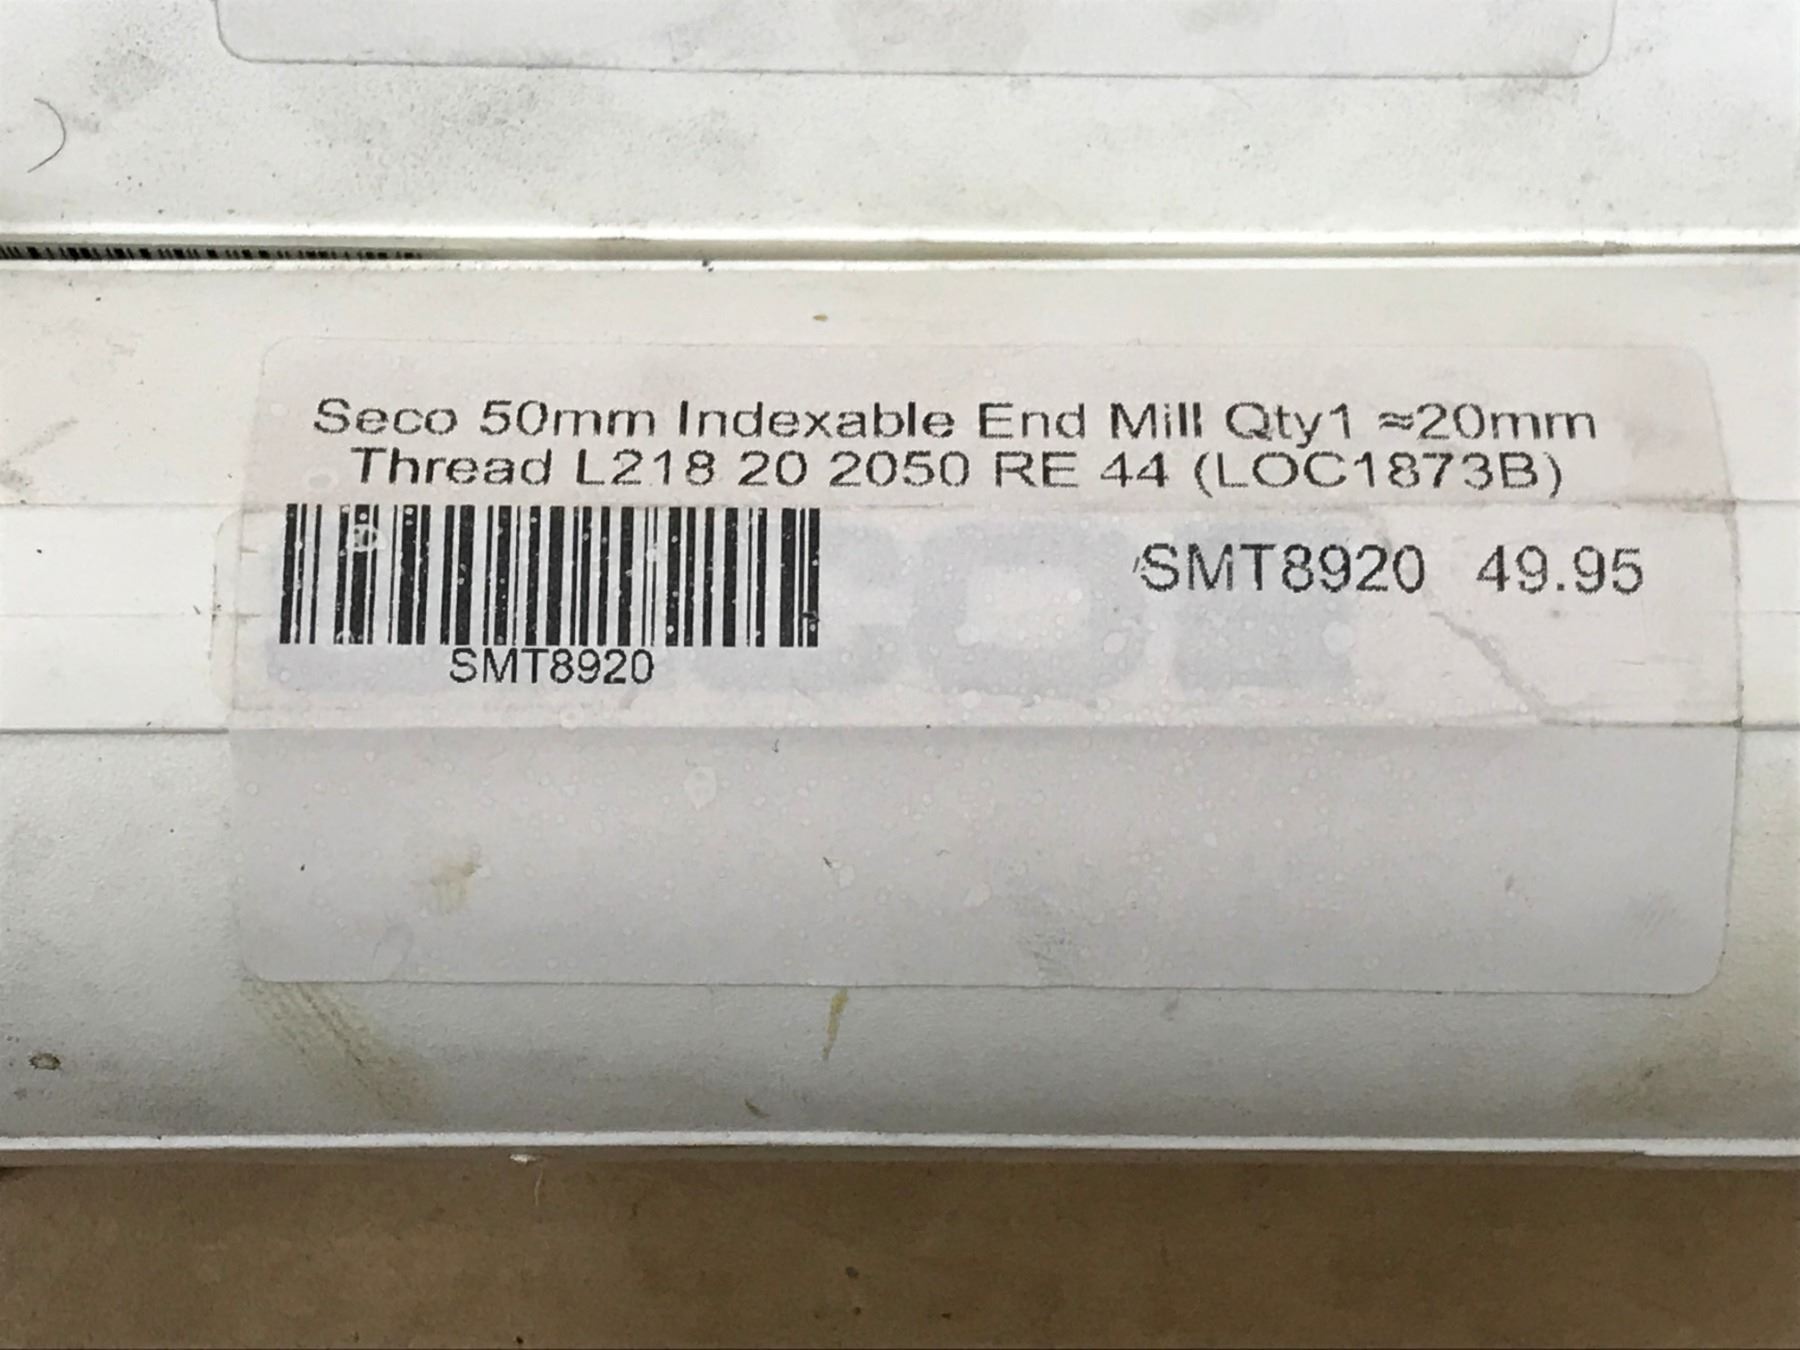 Seco 50mm Indexable End Mill Qty1 ≈20mm
Thread L218 20 2050 RE 44 (LOC1873B)
SMT8920 49.95
SMT8920